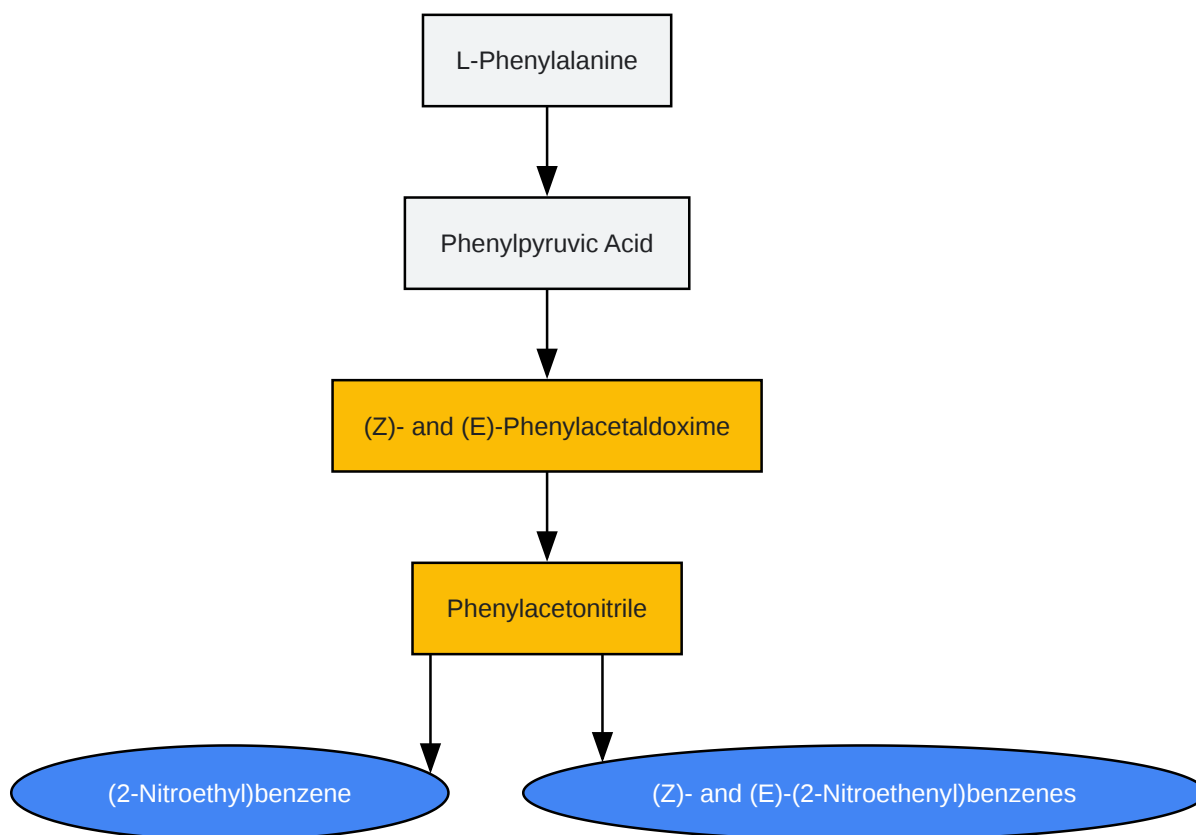 L-Phenylalanine
Phenylpyruvic Acid
(Z)- and (E)-Phenylacetaldoxime
Phenylacetonitrile
(2-Nitroethyl)benzene
(Z)- and (E)-(2-Nitroethenyl)benzenes